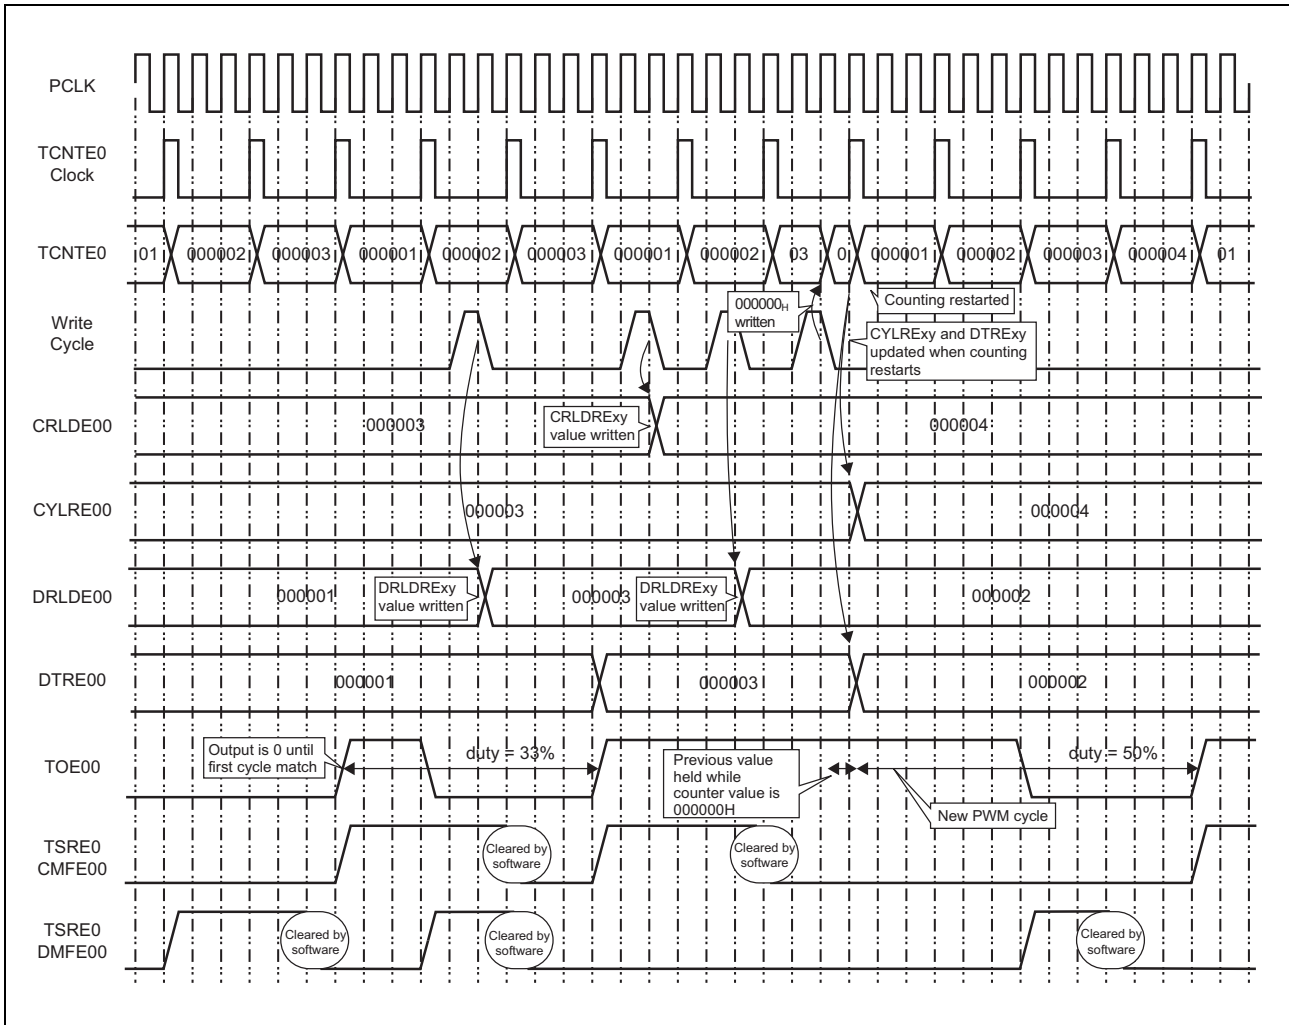 PCLK
TCNTE0
Clock
TCNTE0
01 000002 000003 000001 000002 000003 000001 000002 03 0 000001 000002 000003 000004 01
Write
Cycle
000000H
written
Counting restarted
CYLRExy and DTRExy
updated when counting
restarts
CRLDE00
000003
CRLDRExy
value written
000004
CYLRE00
000003
000004
DRLDE00
000001
DRLDRExy
value written
000003
DRLDRExy
value written
000002
DTRE00
000001
000003
000002
TOE00
Output is 0 until
first cycle match
duty = 33%
Previous value
held while
counter value is
000000H
duty = 50%
New PWM cycle
TSRE0
CMFE00
Cleared by
software
Cleared by
software
TSRE0
DMFE00
Cleared by
software
Cleared by
software
Cleared by
software